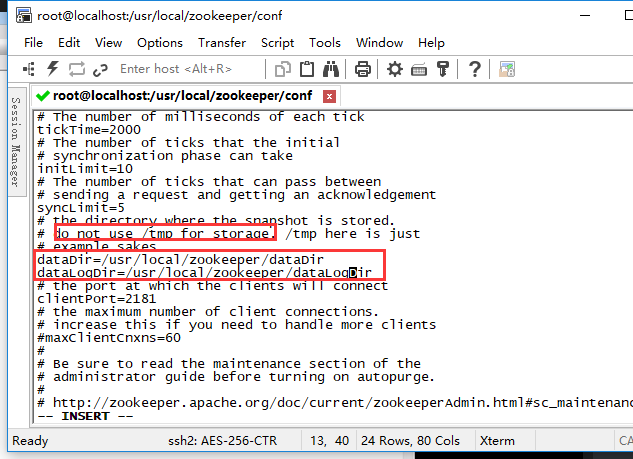 root@localhost:/usr/local/zookeeper/conf
File Edit View Options Transfer Script Tools Window Help
Enter host <Alt+R>
Session Manager
root@localhost:/usr/local/zookeeper/conf
# The number of milliseconds of each tick
tickTime=2000
# The number of ticks that the initial
# synchronization phase can take
initLimit=10
# The number of ticks that can pass between
# sending a request and getting an acknowledgement
syncLimit=5
# the directory where the snapshot is stored.
# do not use /tmp for storage. /tmp here is just
# example sakes.
dataDir=/usr/local/zookeeper/dataDir
dataLogDir=/usr/local/zookeeper/dataLogDir
# the port at which the clients will connect
clientPort=2181
# the maximum number of client connections.
# increase this if you need to handle more clients
#maxClientCnxns=60
#
# Be sure to read the maintenance section of the
# administrator guide before turning on autopurge.
#
# http://zookeeper.apache.org/doc/current/zookeeperAdmin.html#sc_maintenanc
-- INSERT --
Ready ssh2: AES-256-CTR 13, 40 24 Rows, 80 Cols Xterm CA